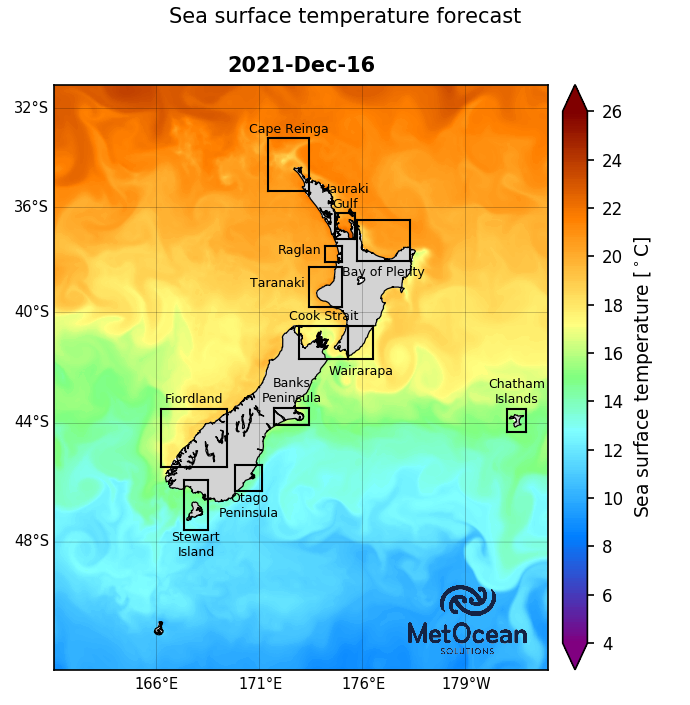 Sea surface temperature forecast
2021-Dec-16
32°S
36°S
40°S
44°S
48°S
Cape Reinga
Hauraki
Gulf
Raglan
Bay of Plenty
Taranaki
Cook Strait
Wairarapa
Banks
Peninsula
Fiordland
Chatham
Islands
Otago
Peninsula
Stewart
Island
MetOcean
SOLUTIONS
166°E
171°E
176°E
179°W
26
24
22
20
18
16
14
12
10
8
6
4
Sea surface temperature [°C]